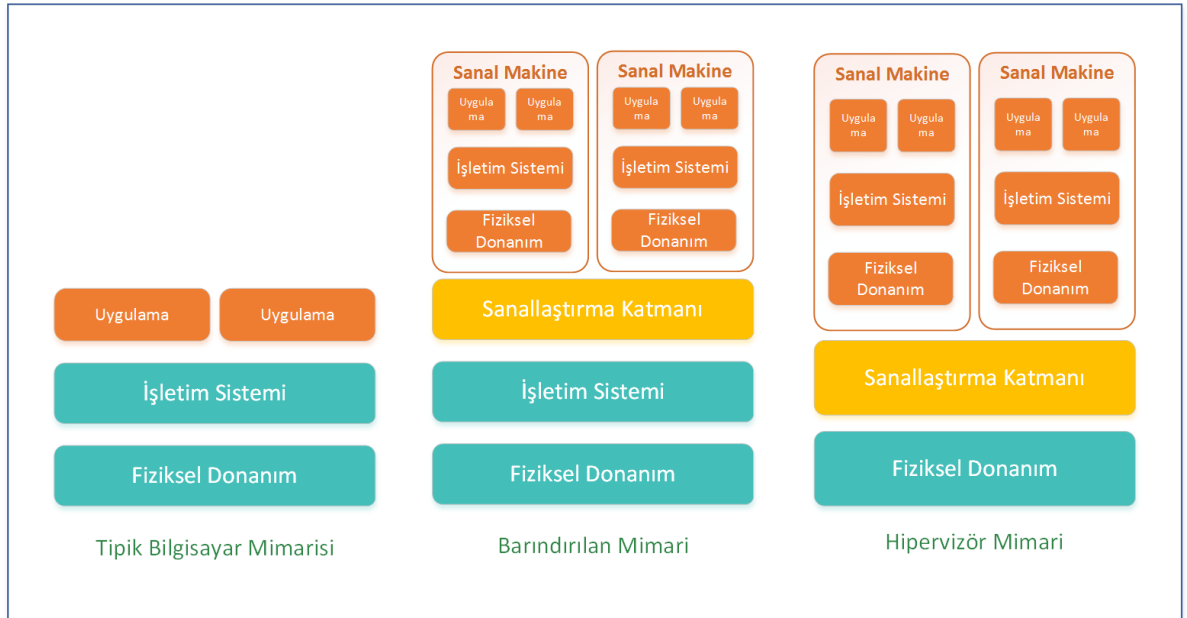 Uygulama
Uygulama
İşletim Sistemi
Fiziksel Donanım
Tipik Bilgisayar Mimarisi
Sanal Makine
Uygula
ma
Uygula
ma
İşletim Sistemi
Fiziksel
Donanım
Sanal Makine
Uygula
ma
Uygula
ma
İşletim Sistemi
Fiziksel
Donanım
Sanallaştırma Katmanı
İşletim Sistemi
Fiziksel Donanım
Barındırılan Mimari
Sanal Makine
Uygula
ma
Uygula
ma
İşletim Sistemi
Fiziksel
Donanım
Sanal Makine
Uygula
ma
Uygula
ma
İşletim Sistemi
Fiziksel
Donanım
Sanallaştırma Katmanı
Fiziksel Donanım
Hipervizör Mimari